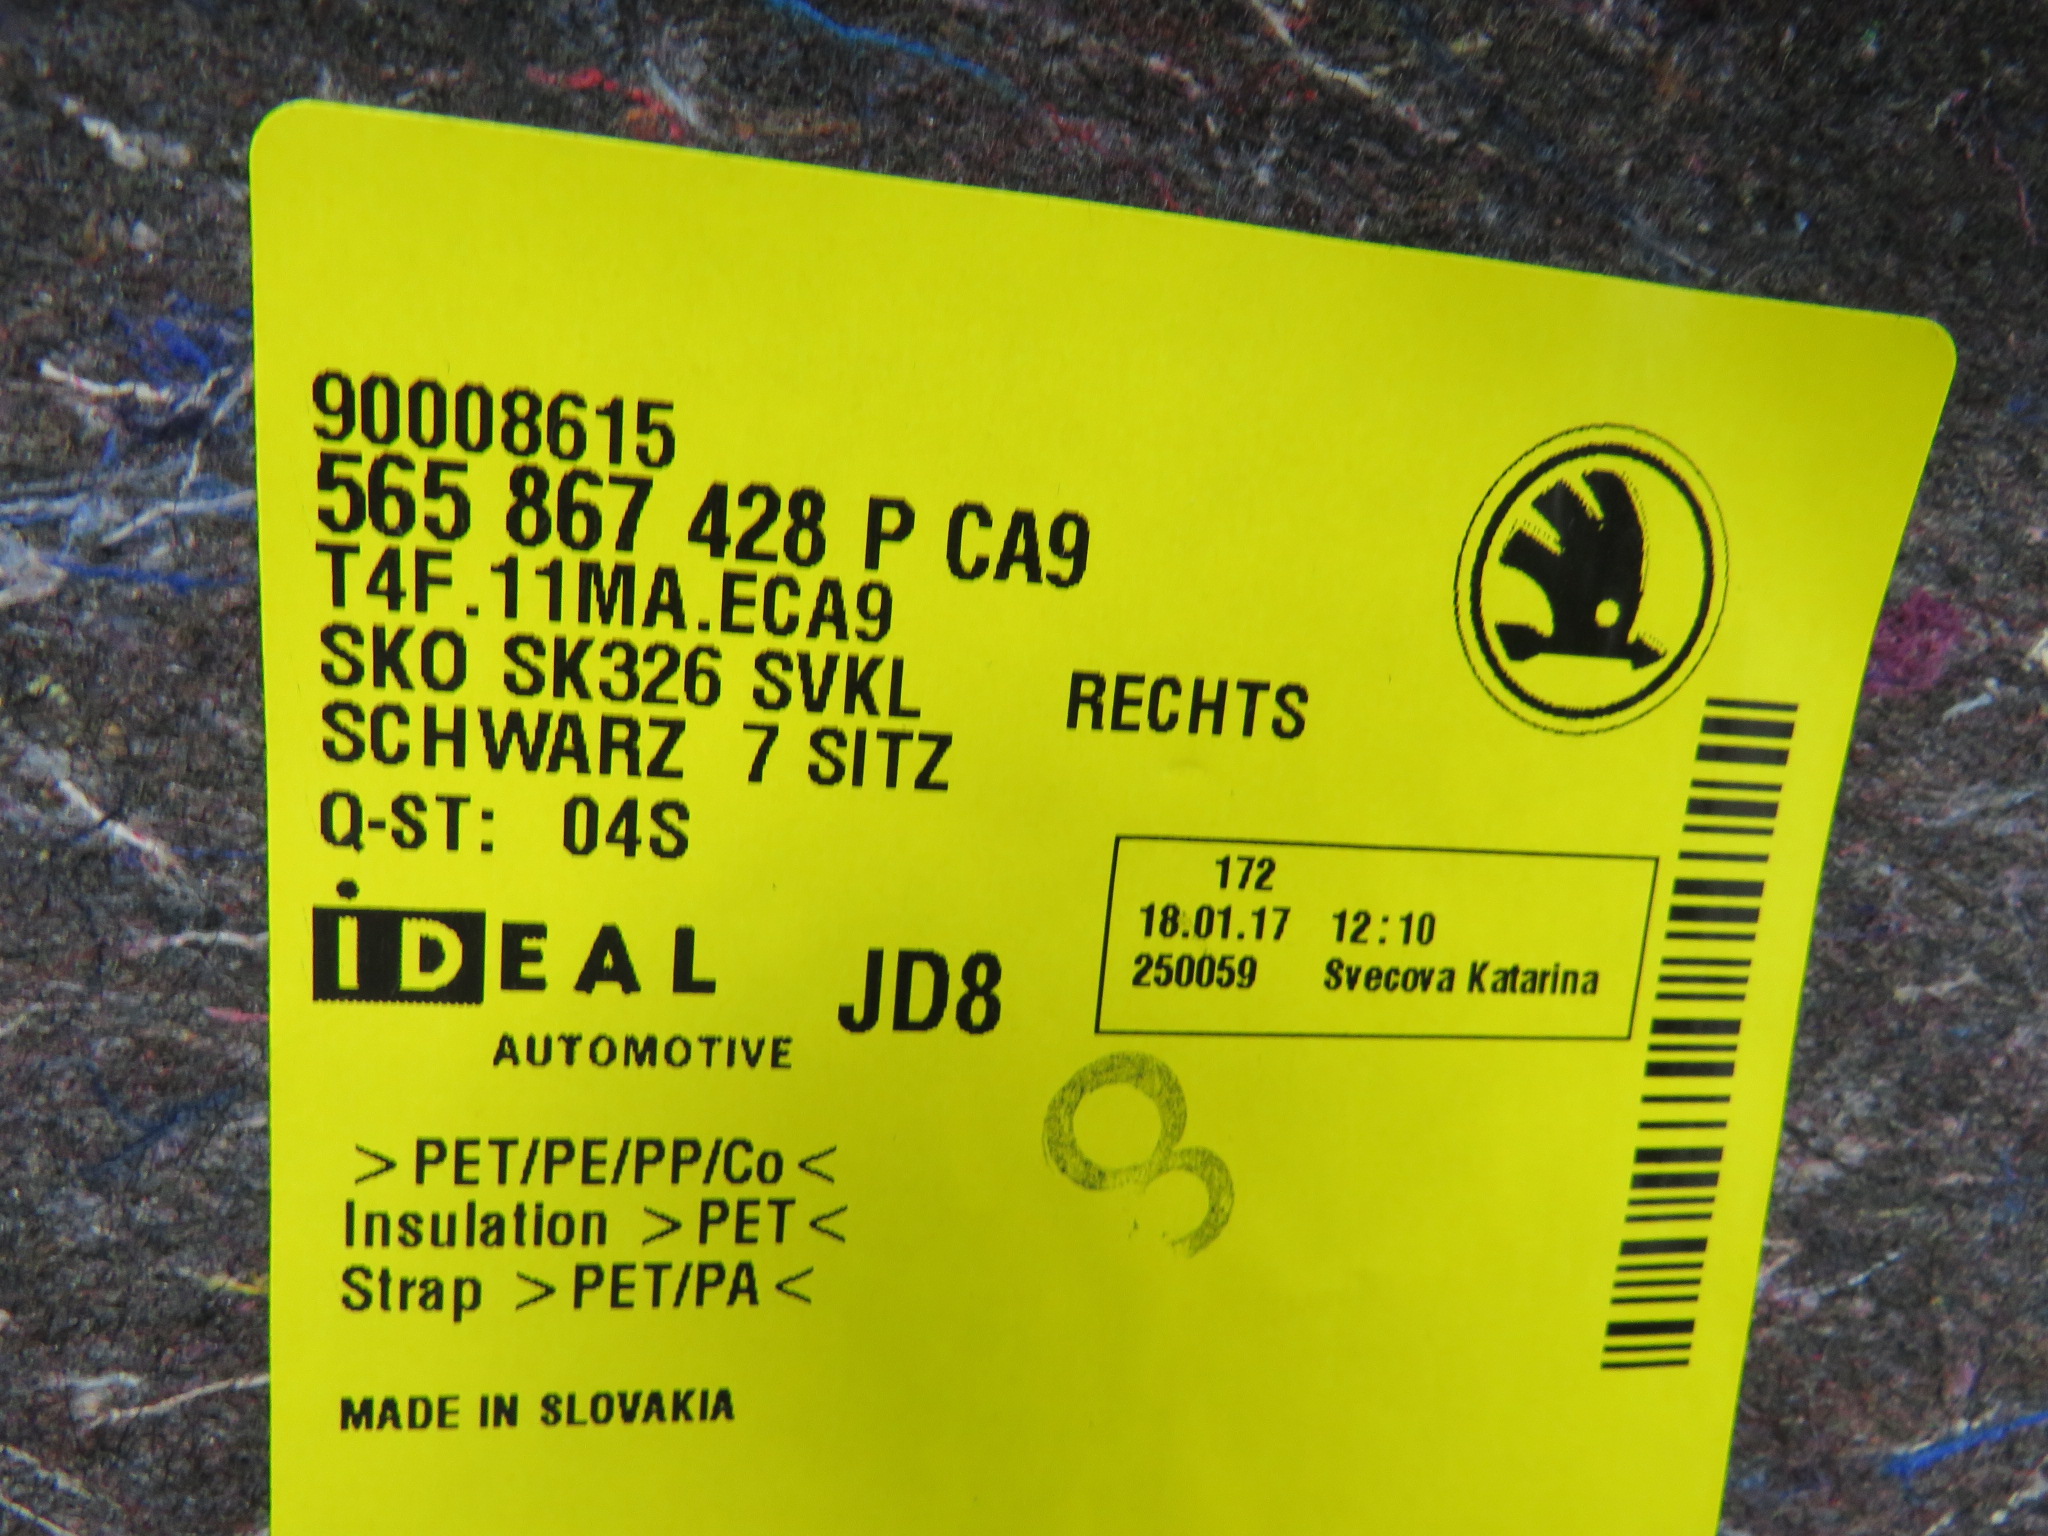 90008615
565 867 428 P CA9
T4F.11MA.ECA9
SKO SK326 SVKL
RECHTS
SCHWARZ 7 SITZ
Q-ST: 04S
172
18.01.17 12:10
250059 Svecova Katarina
iDEAL
AUTOMOTIVE
JD8
>PET/PE/PP/Co<
Insulation >PET<
Strap >PET/PA<
MADE IN SLOVAKIA